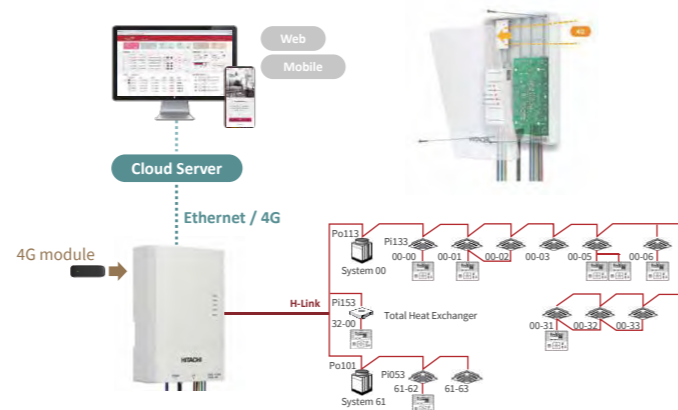 Web
Mobile
4G
Cloud Server
Ethernet / 4G
4G module
HITACHI
H-Link
Po113
System 00
Pi133
00-00
00-01
00-02
00-03
00-05
00-06
Pi153
32-00
Total Heat Exchanger
00-31
00-32
00-33
Po101
System 61
Pi053
61-62
61-63